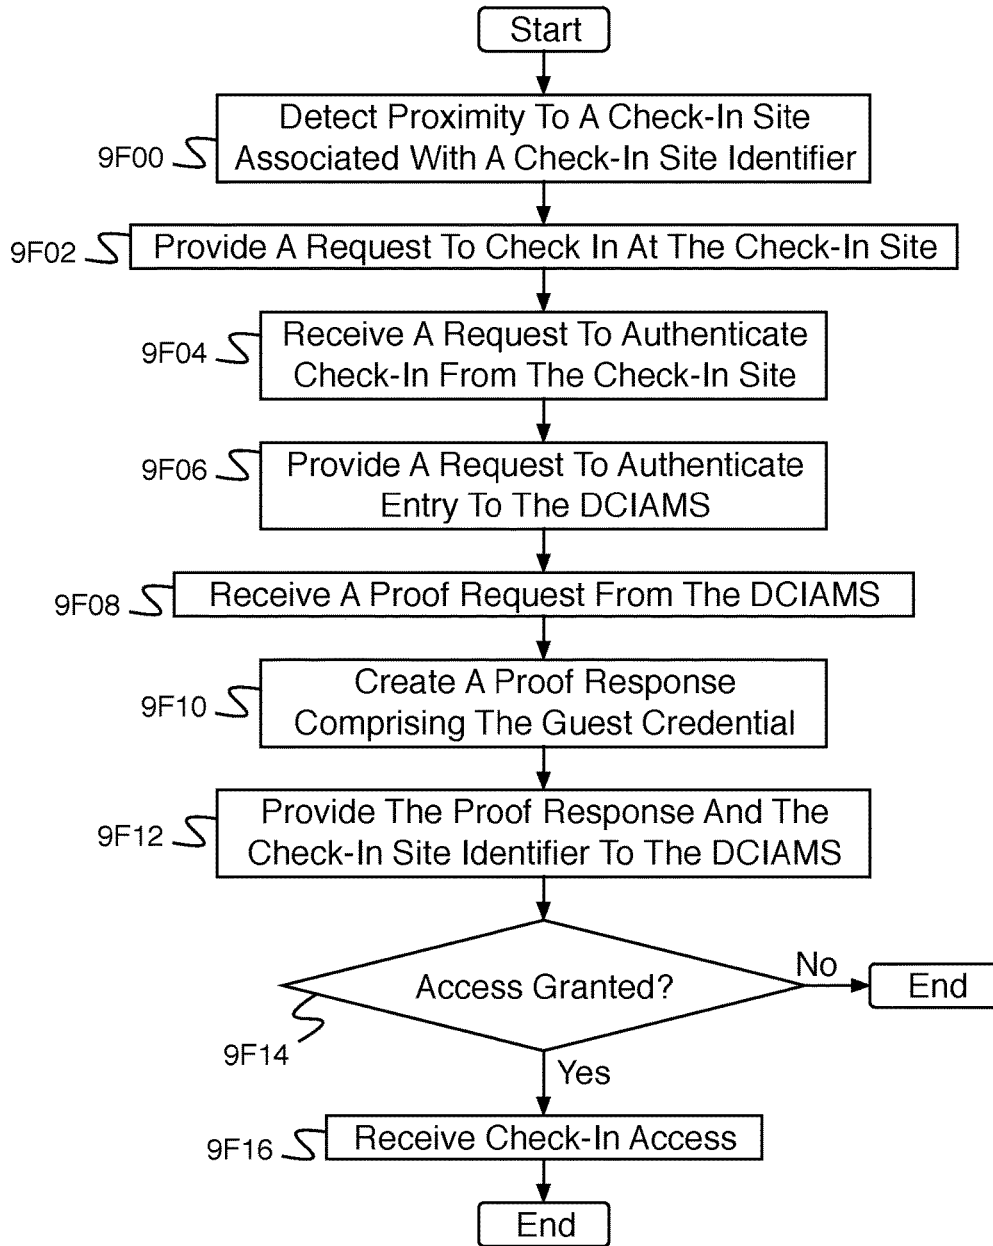 Start
Detect Proximity To A Check-In Site
Associated With A Check-In Site Identifier
9F00
Provide A Request To Check In At The Check-In Site
9F02
Receive A Request To Authenticate
Check-In From The Check-In Site
9F04
Provide A Request To Authenticate
Entry To The DCIAMS
9F06
Receive A Proof Request From The DCIAMS
9F08
Create A Proof Response
Comprising The Guest Credential
9F10
Provide The Proof Response And The
Check-In Site Identifier To The DCIAMS
9F12
Access Granted?
No
End
9F14
Yes
Receive Check-In Access
9F16
End